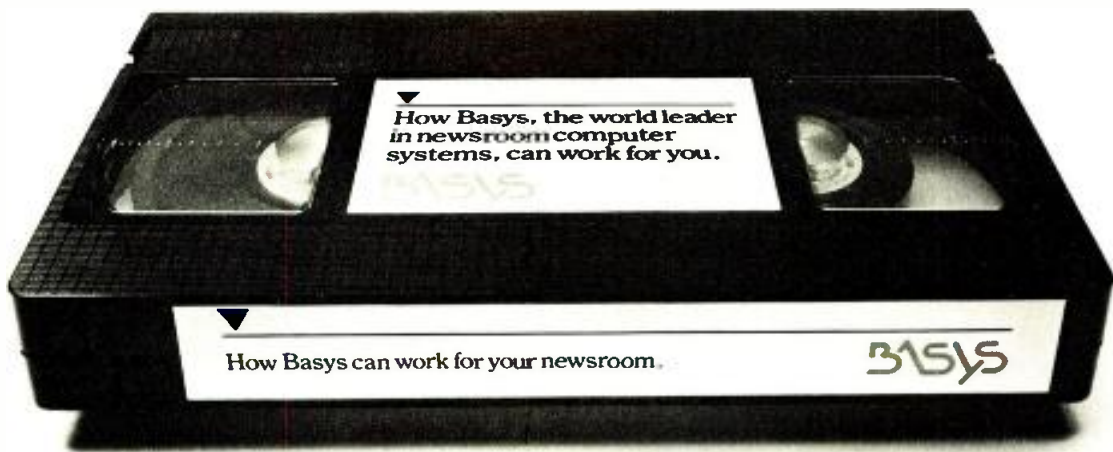 How Basys, the world leader
in newsroom computer
systems, can work for you.
BASYS
How Basys can work for your newsroom.
BASYS